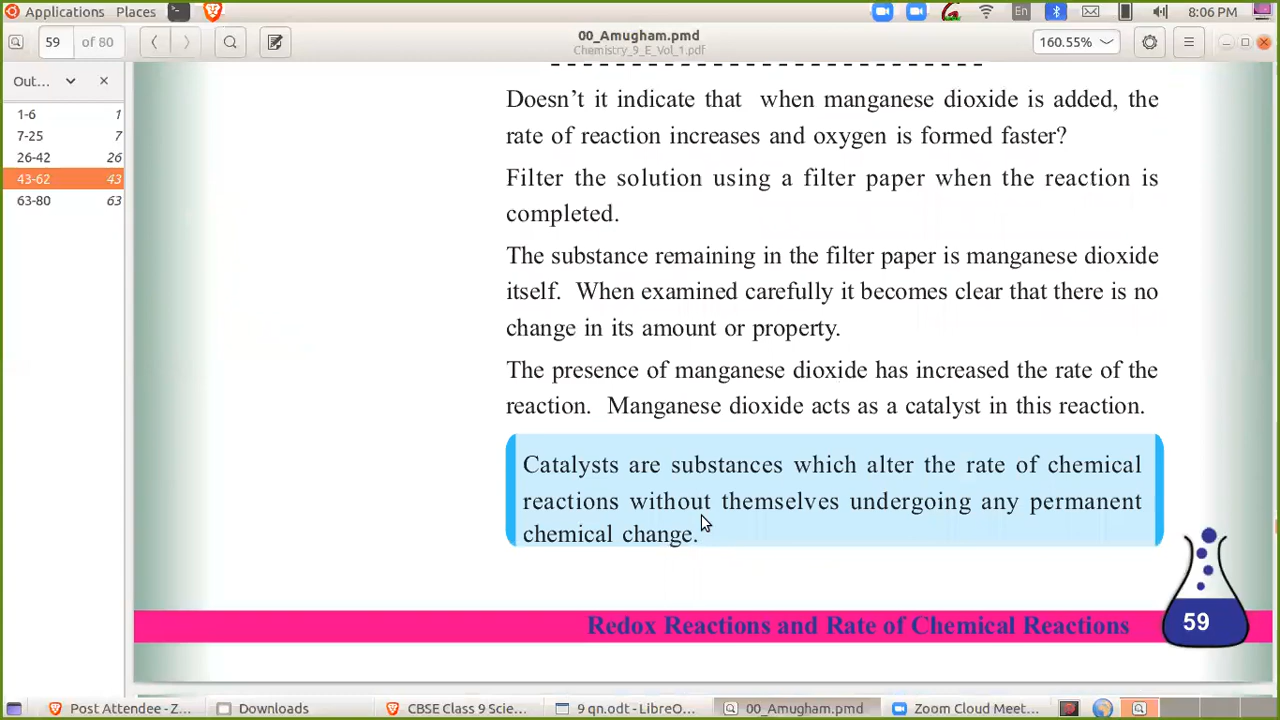 Applications Places En 8:06 PM
59 of 80 00_Amugham.pmd 160.55%
Chemistry_9_E_Vol_1.pdf
Out...
1-6 1
7-25 7
26-42 26
43-62 43
63-80 63
Doesn't it indicate that when manganese dioxide is added, the
rate of reaction increases and oxygen is formed faster?
Filter the solution using a filter paper when the reaction is
completed.
The substance remaining in the filter paper is manganese dioxide
itself. When examined carefully it becomes clear that there is no
change in its amount or property.
The presence of manganese dioxide has increased the rate of the
reaction. Manganese dioxide acts as a catalyst in this reaction.
Catalysts are substances which alter the rate of chemical
reactions without themselves undergoing any permanent
chemical change.
Redox Reactions and Rate of Chemical Reactions 59
Post Attendee - Z... Downloads CBSE Class 9 Scie... 9 qn.odt - LibreO... 00_Amugham.pmd Zoom Cloud Meet...